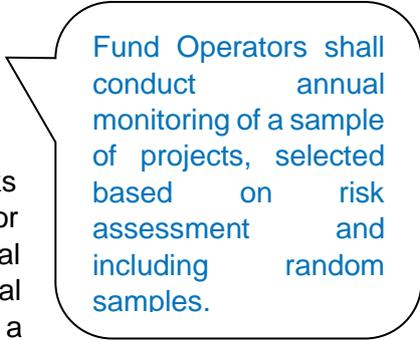 Fund Operators shall
conduct annual
monitoring of a sample
of projects, selected
based on risk
assessment and
including random
samples.
or
a